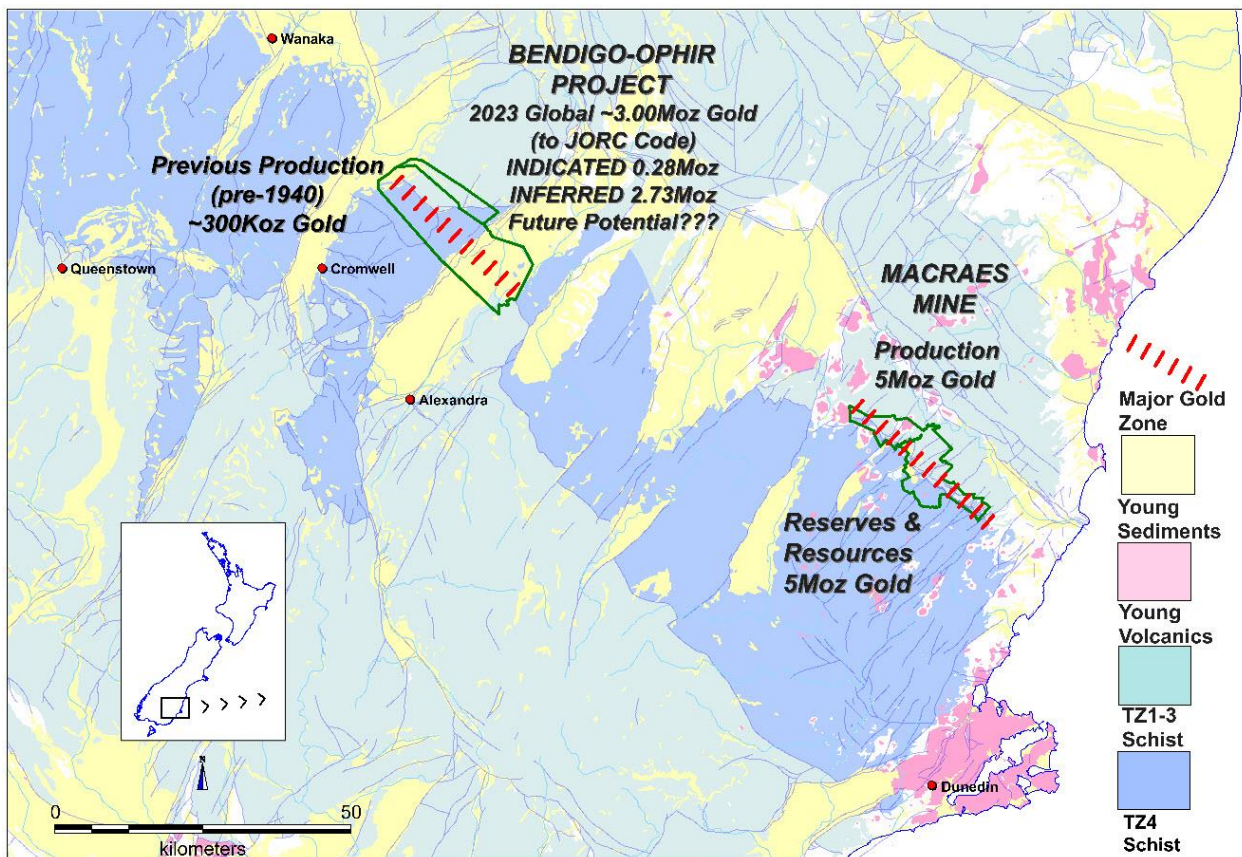 Wanaka
BENDIGO-OPHIR
PROJECT
2023 Global ~3.00Moz Gold
(to JORC Code)
INDICATED 0.28Moz
INFERRED 2.73Moz
Future Potential???
Previous Production
(pre-1940)
~300Koz Gold
Queenstown
Cromwell
Alexandra
MACRAES
MINE
Production
5Moz Gold
Reserves &
Resources
5Moz Gold
Major Gold
Zone
Young
Sediments
Young
Volcanics
TZ1-3
Schist
TZ4
Schist
Dunedin
N
0 50
kilometers